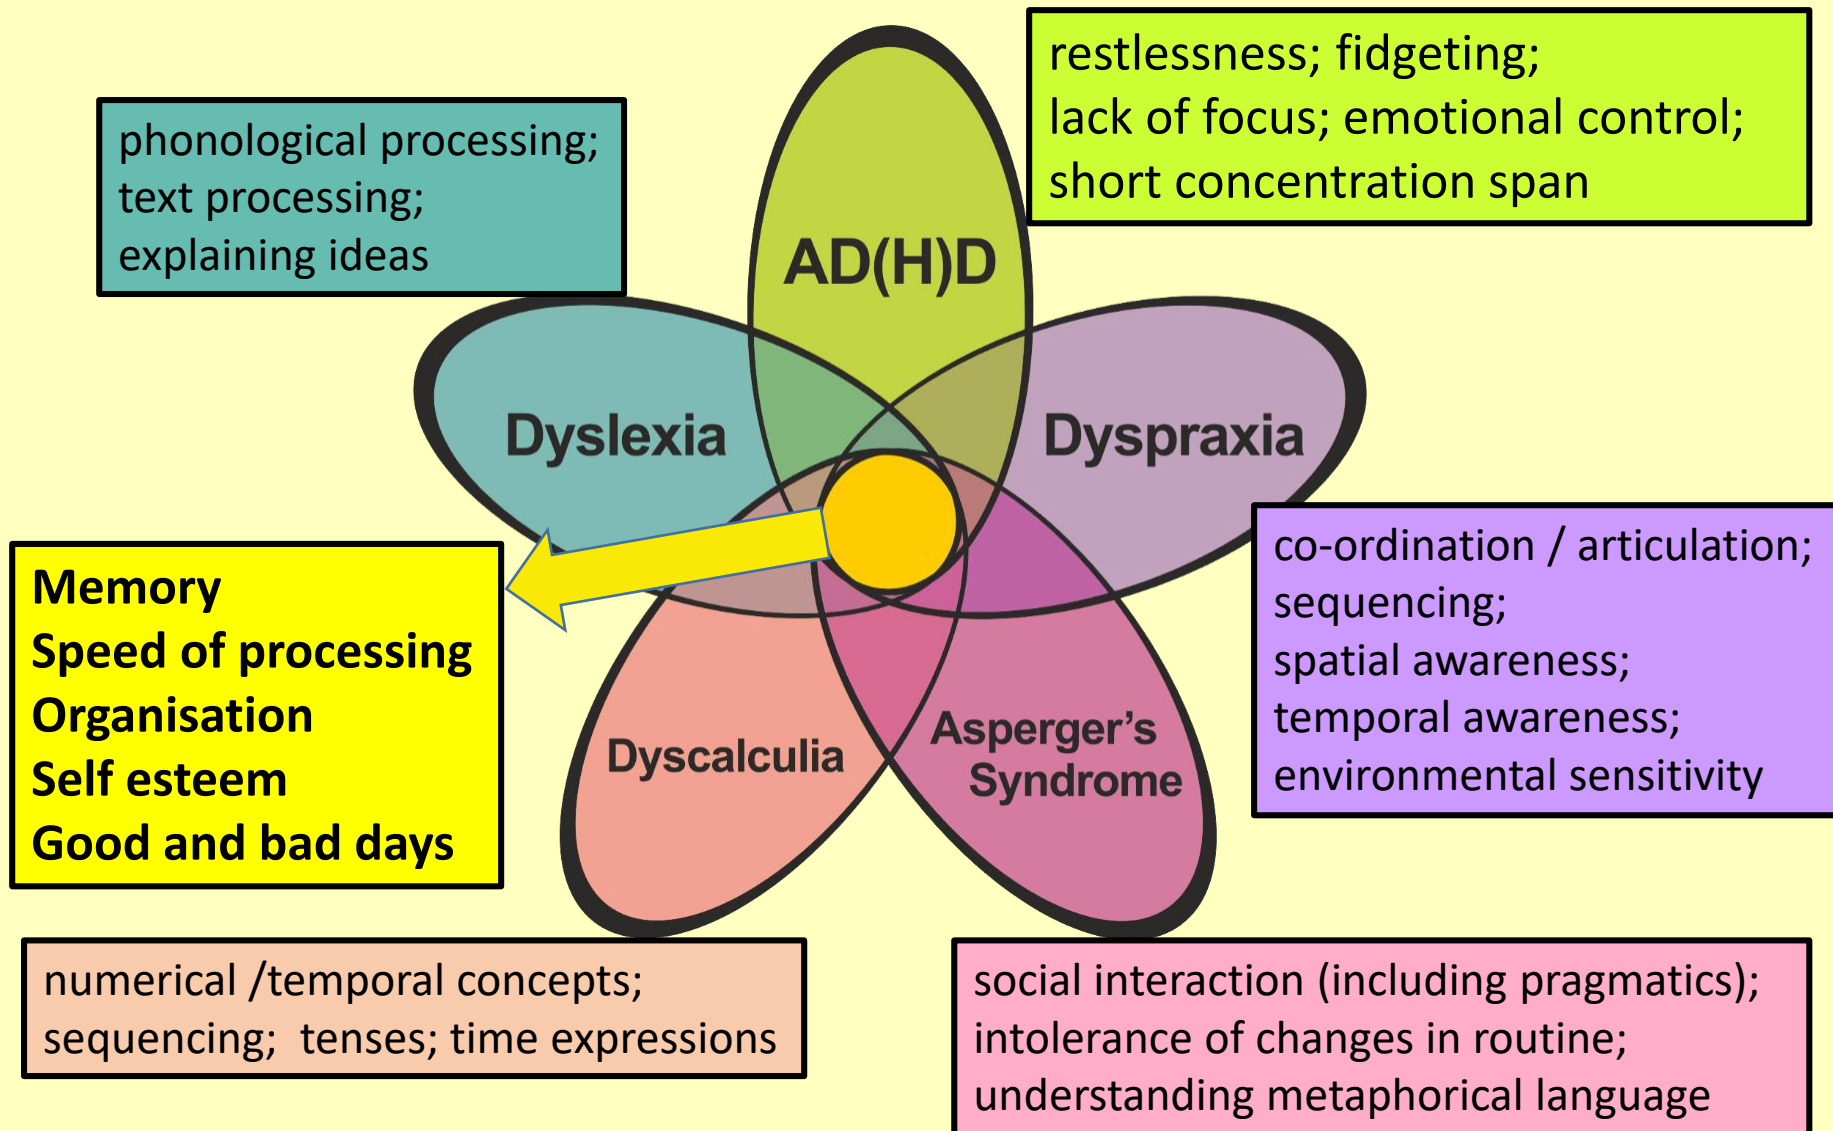 restlessness; fidgeting;
lack of focus; emotional control;
short concentration span
phonological processing;
text processing;
explaining ideas
AD(H)D
Dyslexia
Dyspraxia
co-ordination / articulation;
sequencing;
spatial awareness;
temporal awareness;
environmental sensitivity
Memory
Speed of processing
Organisation
Self esteem
Good and bad days
Dyscalculia
Asperger's
Syndrome
numerical /temporal concepts;
sequencing;  tenses; time expressions
social interaction (including pragmatics);
intolerance of changes in routine;
understanding metaphorical language